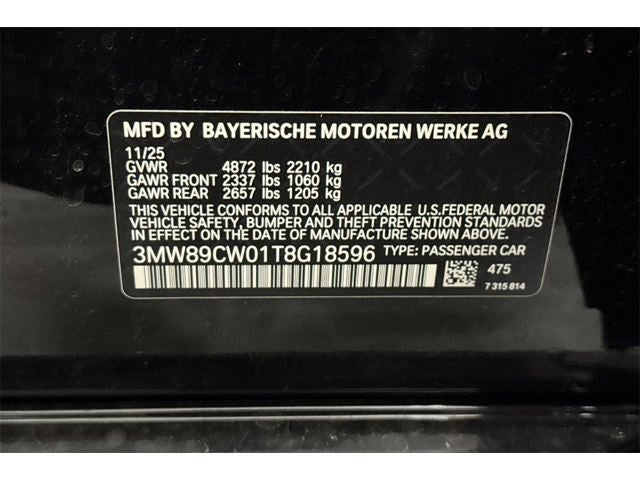 MFD BY BAYERISCHE MOTOREN WERKE AG
11/25
GVWR 4872 lbs 2210 kg
GAWR FRONT 2337 lbs 1060 kg
GAWR REAR 2657 lbs 1205 kg
THIS VEHICLE CONFORMS TO ALL APPLICABLE U.S.FEDERAL MOTOR
VEHICLE SAFETY, BUMPER AND THEFT PREVENTION STANDARDS
IN EFFECT ON THE DATE OF MANUFACTURE SHOWN ABOVE.
3MW89CW01T8G18596 TYPE: PASSENGER CAR
475
7 315 814